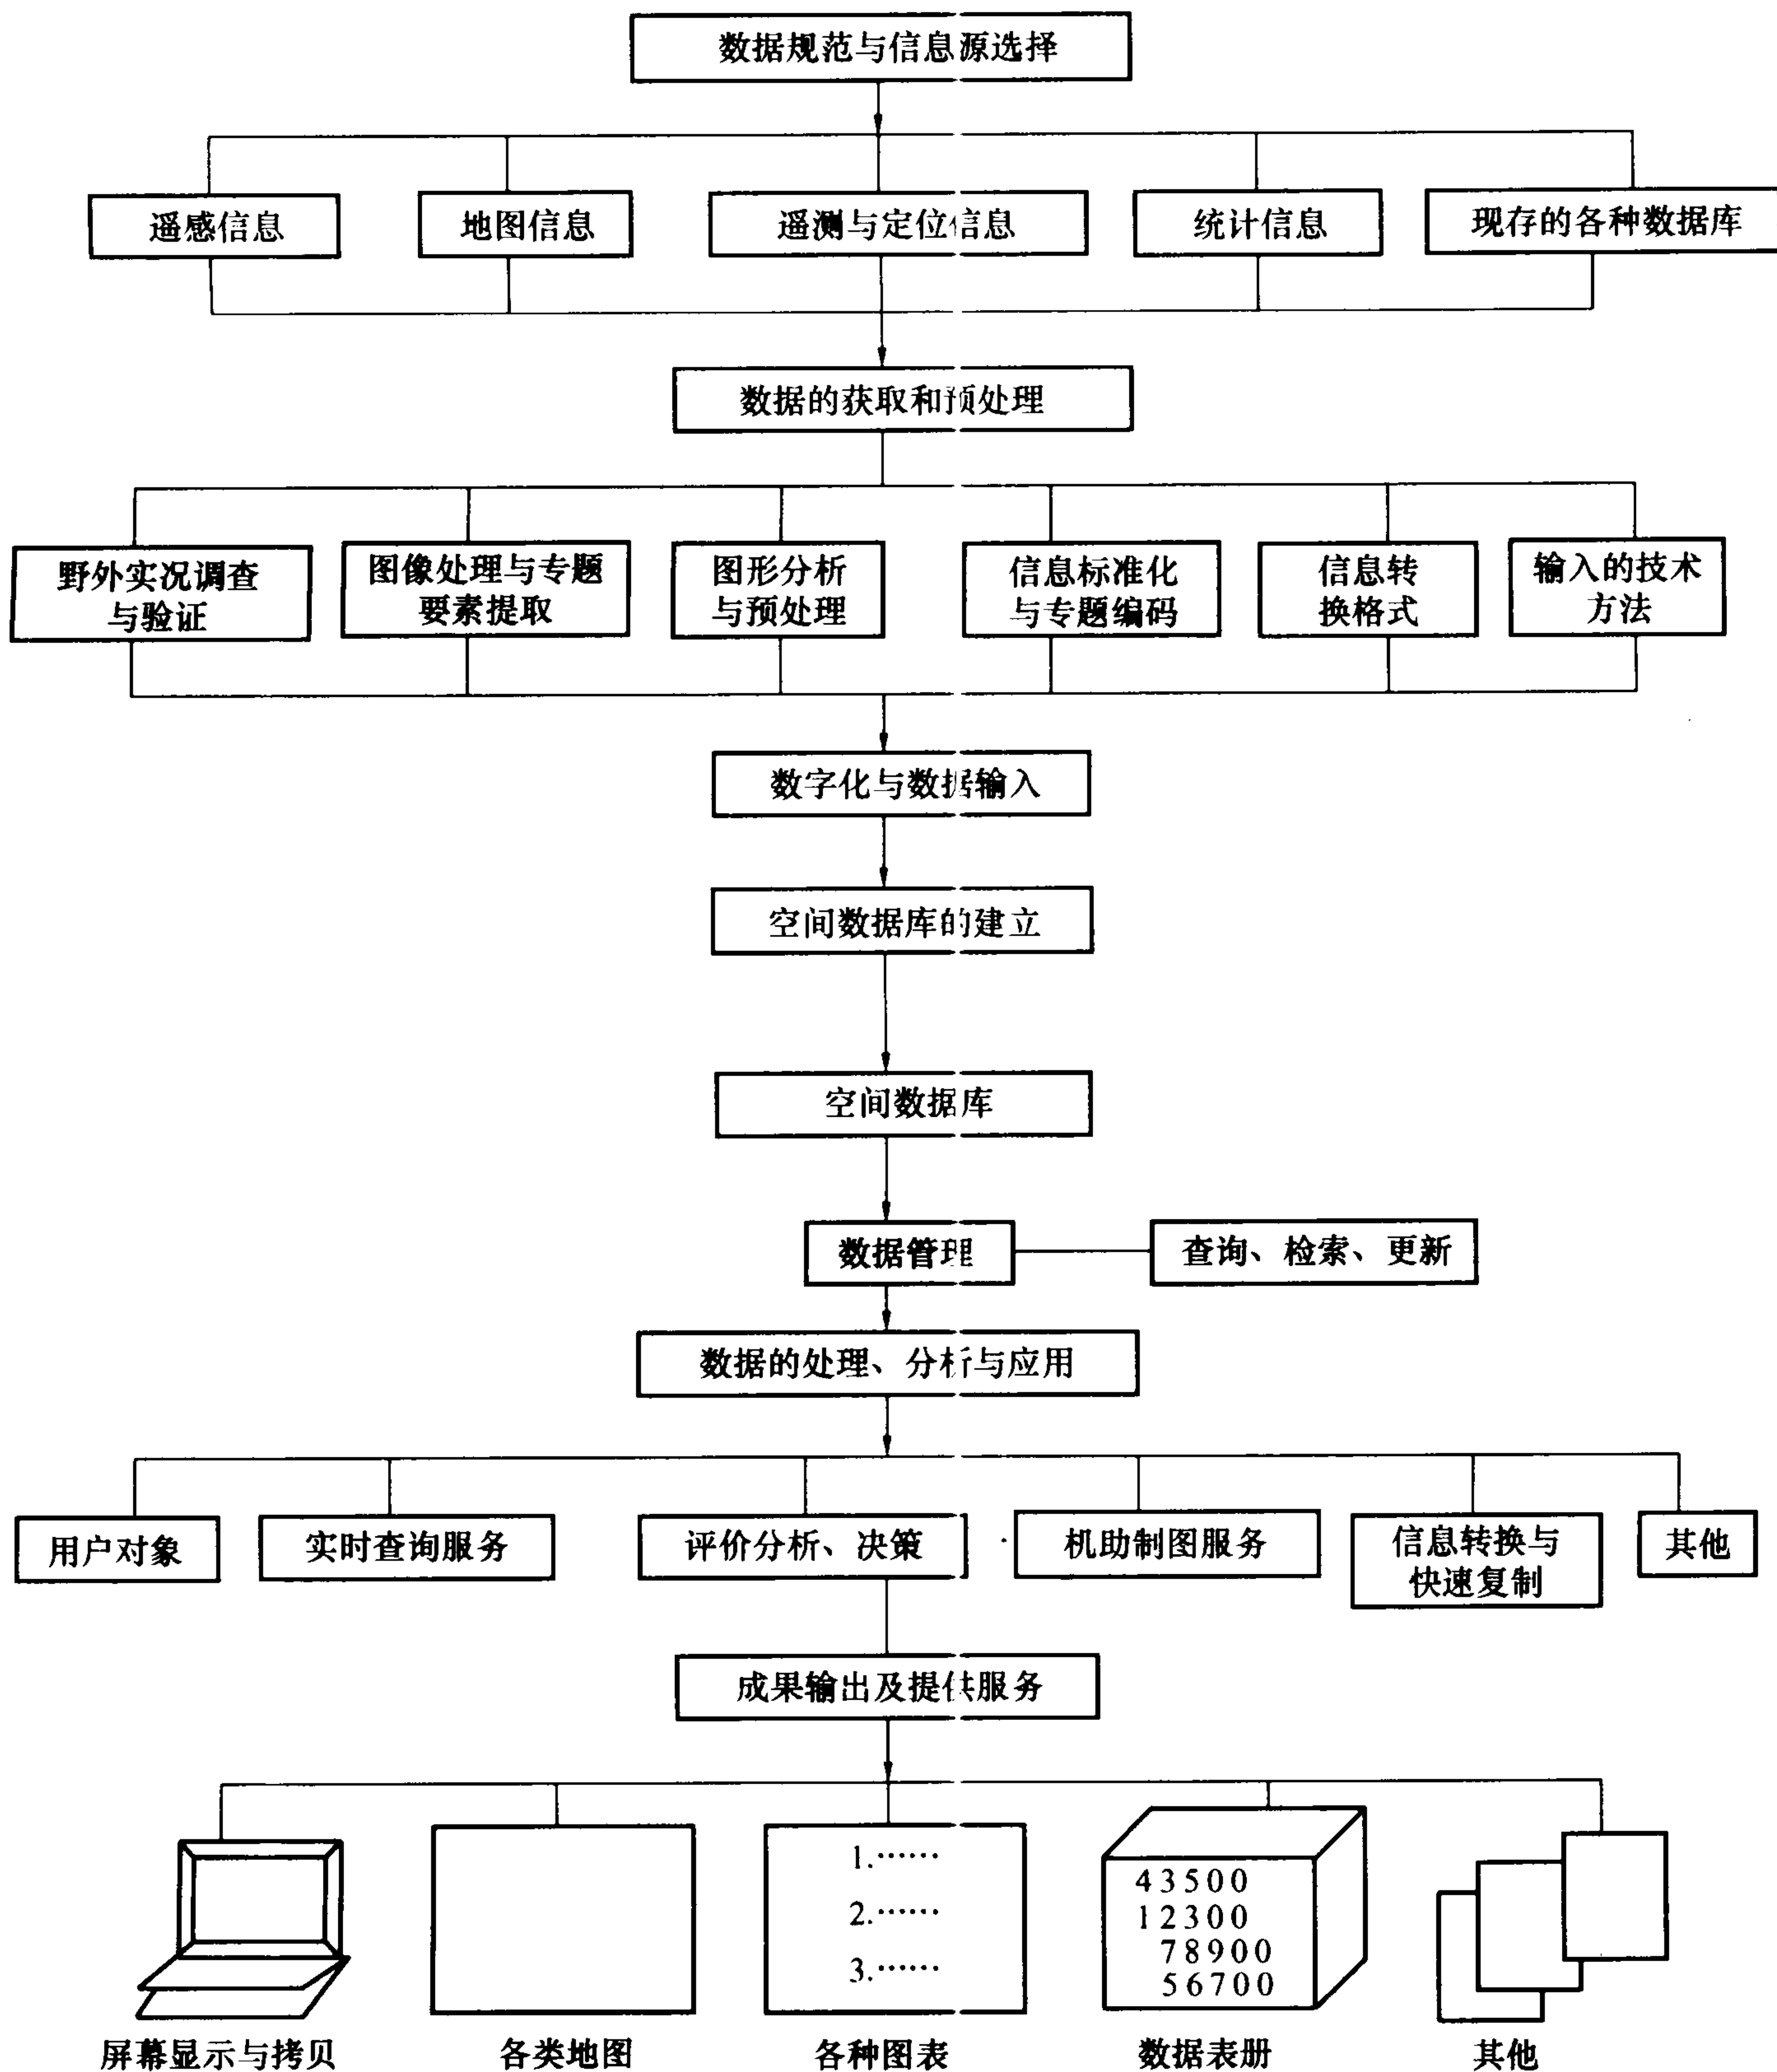 数据规范与信息源选择
遥感信息
地图信息
遥测与定位信息
统计信息
现存的各种数据库
数据的获取和预处理
野外实况调查
与验证
图像处理与专题
要素提取
图形分析
与预处理
信息标准化
与专题编码
信息转
换格式
输入的技术
方法
数字化与数据输入
空间数据库的建立
空间数据库
数据管理
查询、检索、更新
数据的处理、分析与应用
用户对象
实时查询服务
评价分析、决策
机助制图服务
信息转换与
快速复制
其他
成果输出及提供服务
1.……
2.……
3.……
43500
12300
78900
56700
屏幕显示与拷贝
各类地图
各种图表
数据表册
其他